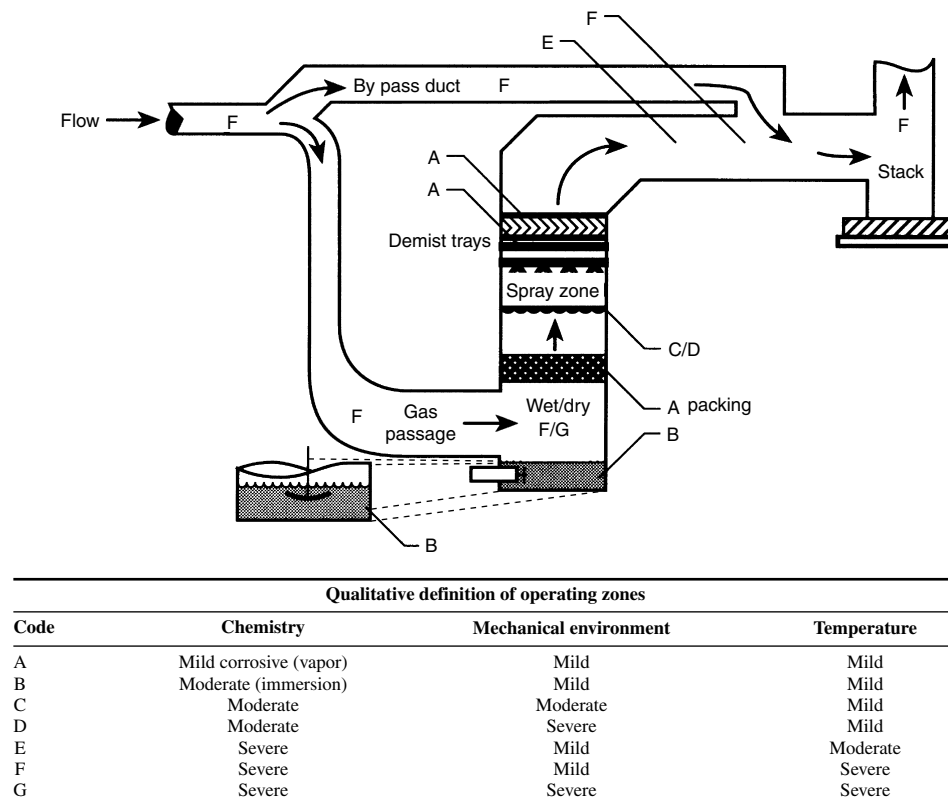 F
E
By pass duct F
Flow
F
F
Stack
A
A
Demist trays
Spray zone
C/D
A packing
Wet/dry
F/G
F Gas
passage
B
B
Qualitative definition of operating zones
Code Chemistry Mechanical environment Temperature
A Mild corrosive (vapor) Mild Mild
B Moderate (immersion) Mild Mild
C Moderate Moderate Mild
D Moderate Severe Mild
E Severe Mild Moderate
F Severe Mild Severe
G Severe Severe Severe